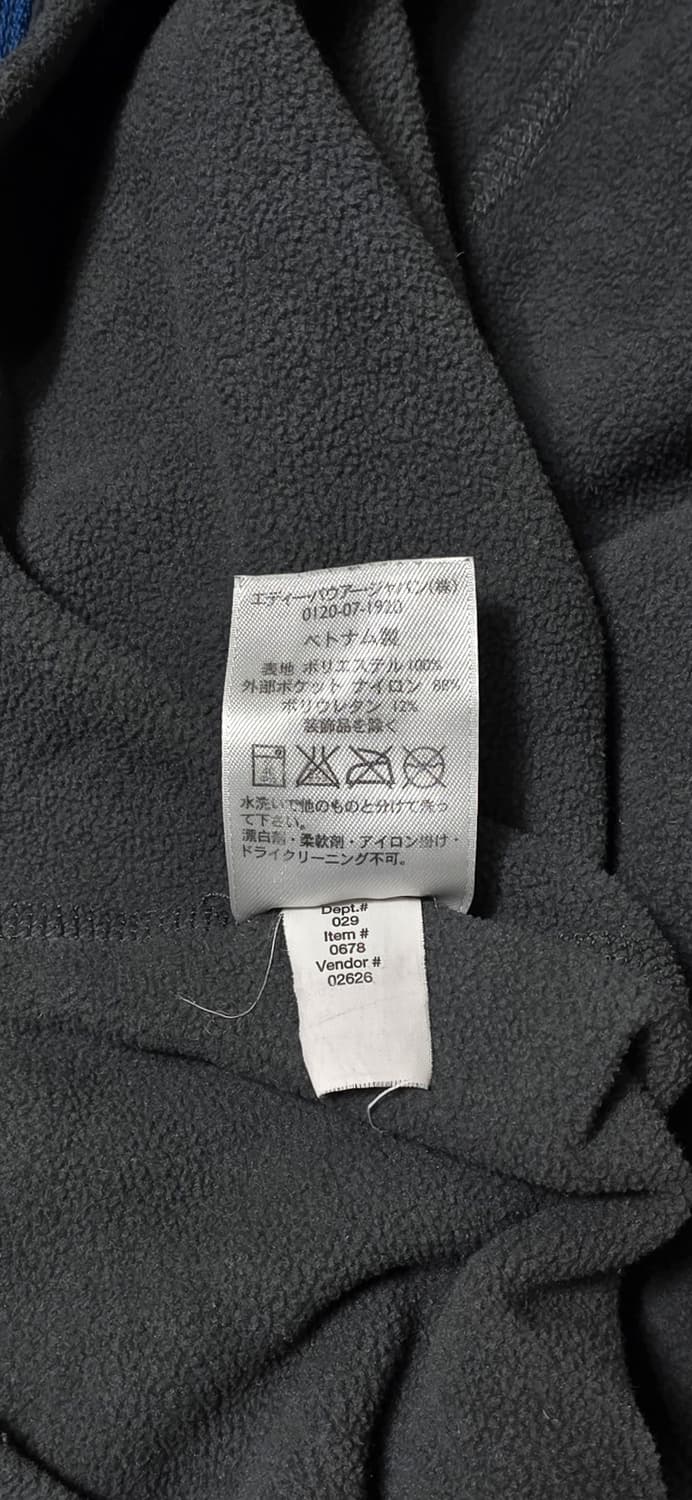 エディー・バウアー・ジャパン(株)
0120-07-1920
ベトナム製
表地 ポリエステル 100%
外部ポケット ナイロン 88%
ポリウレタン 12%
装飾品を除く
水洗いで他のものと分けて洗っ
て下さい。
漂白剤・柔軟剤・アイロン掛け・
ドライクリーニング不可。
Dept.#
029
Item #
0678
Vendor #
02626